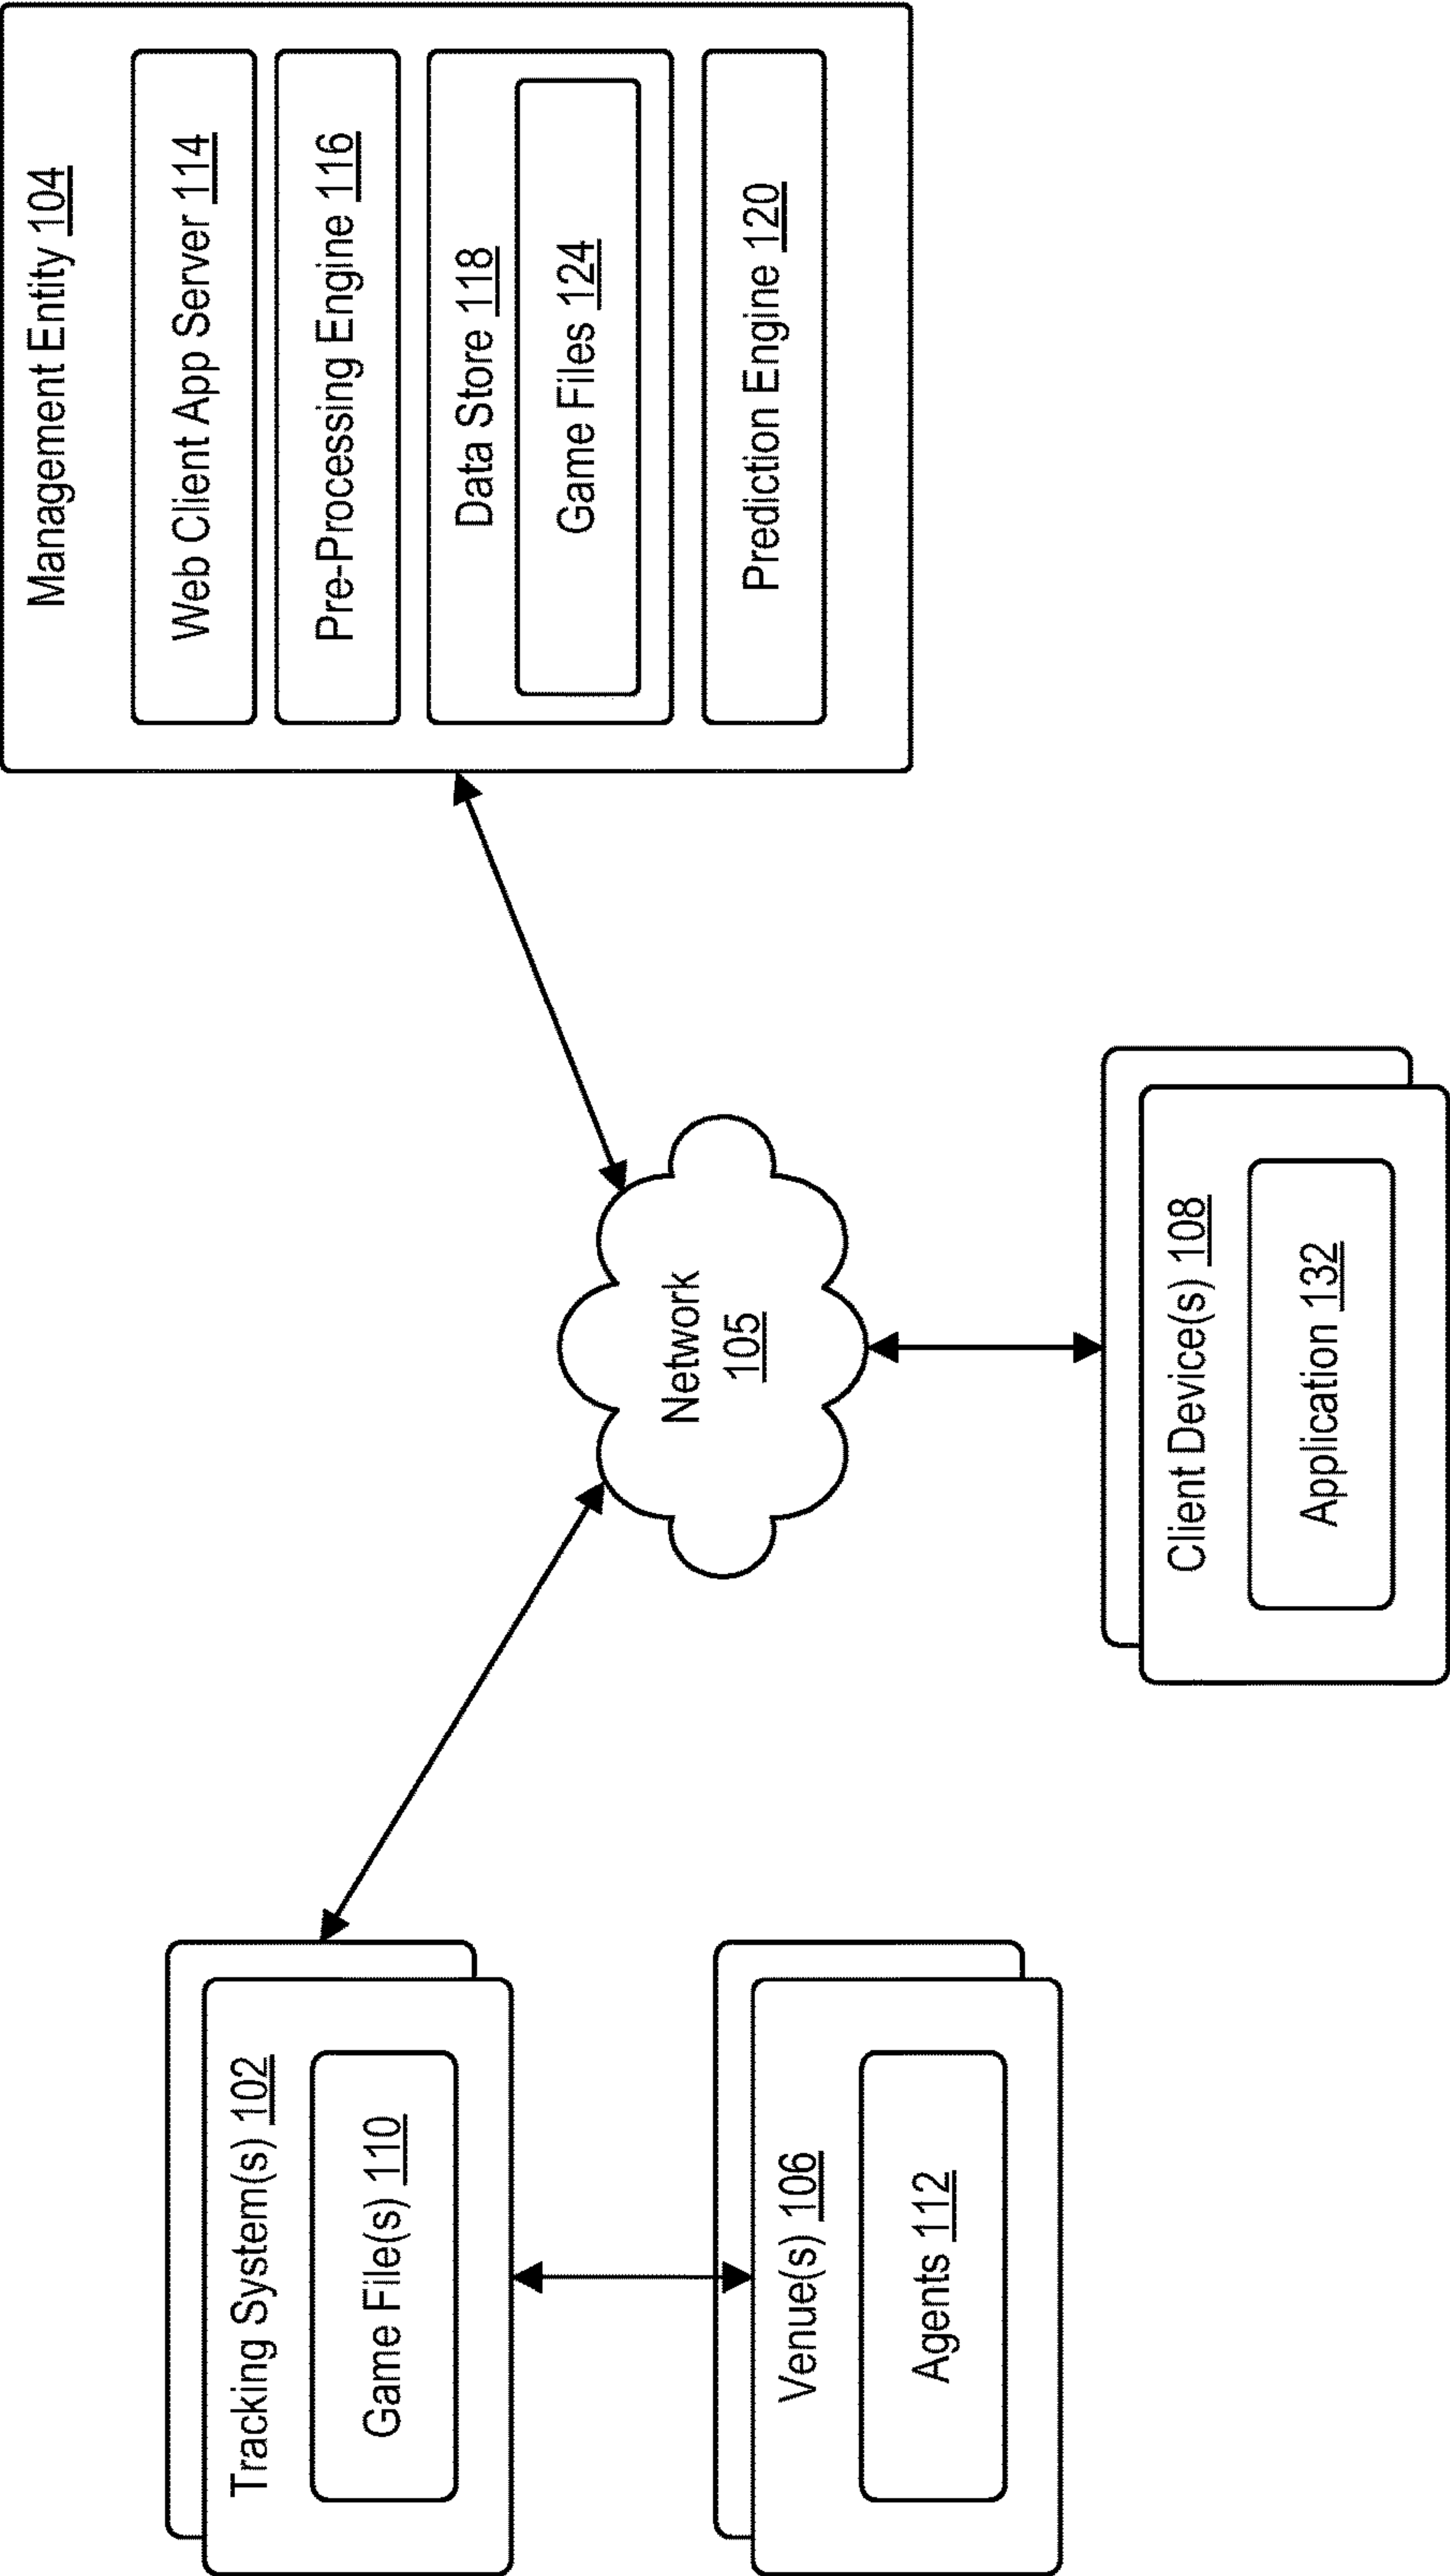 Tracking System(s) 102
Game File(s) 110
Venue(s) 106
Agents 112
Network
105
Client Device(s) 108
Application 132
Management Entity 104
Web Client App Server 114
Pre-Processing Engine 116
Data Store 118
Game Files 124
Prediction Engine 120